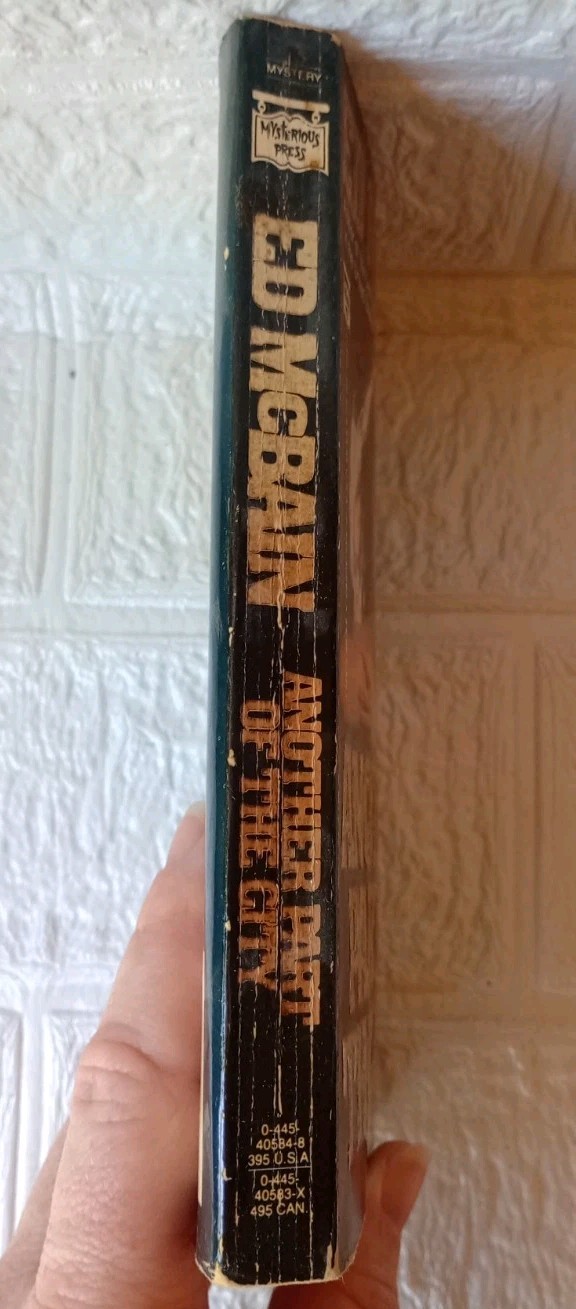 MYSTERY
MYSTERIOUS
PRESS
ED MCBAIN
ANOTHER PART
OF THE CITY
0-445-
40584-8
395 U.S.A
0-445-
40583-X
495 CAN.